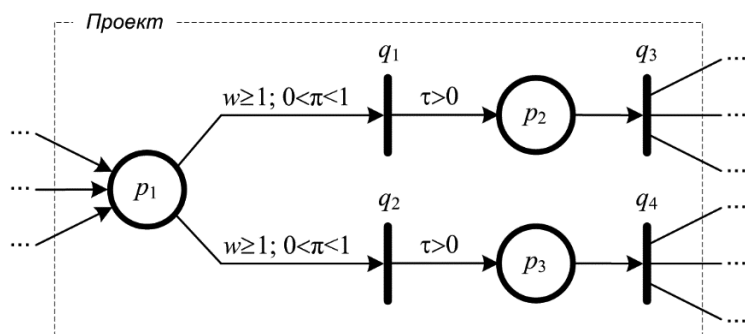 Проект
q1 q3
w≥1; 0<π<1 τ>0 ...
p2 ...
... ...
... p1
... q2 q4 ...
w≥1; 0<π<1 τ>0 ...
p3 ...